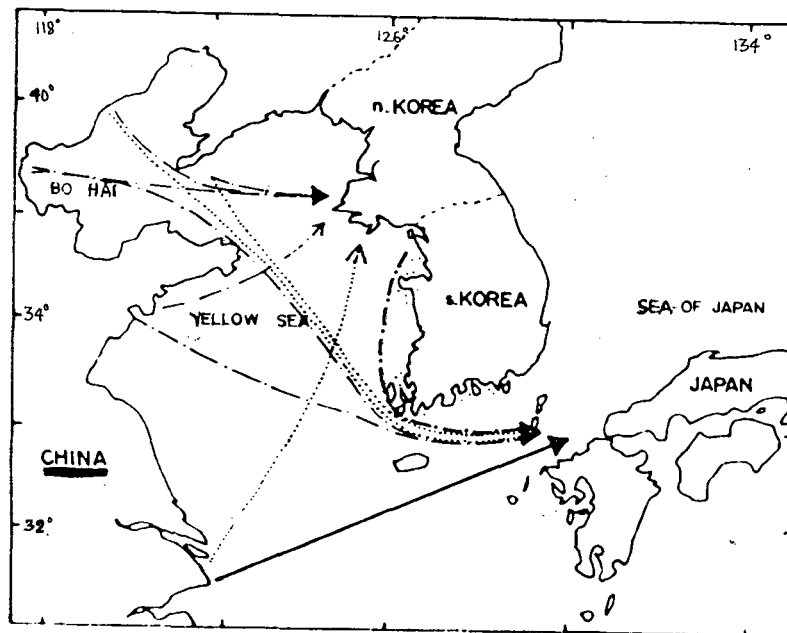 118°
126°
134°
40°
n. KOREA
BO HAI
34°
YELLOW SEA
s. KOREA
SEA OF JAPAN
JAPAN
CHINA
32°